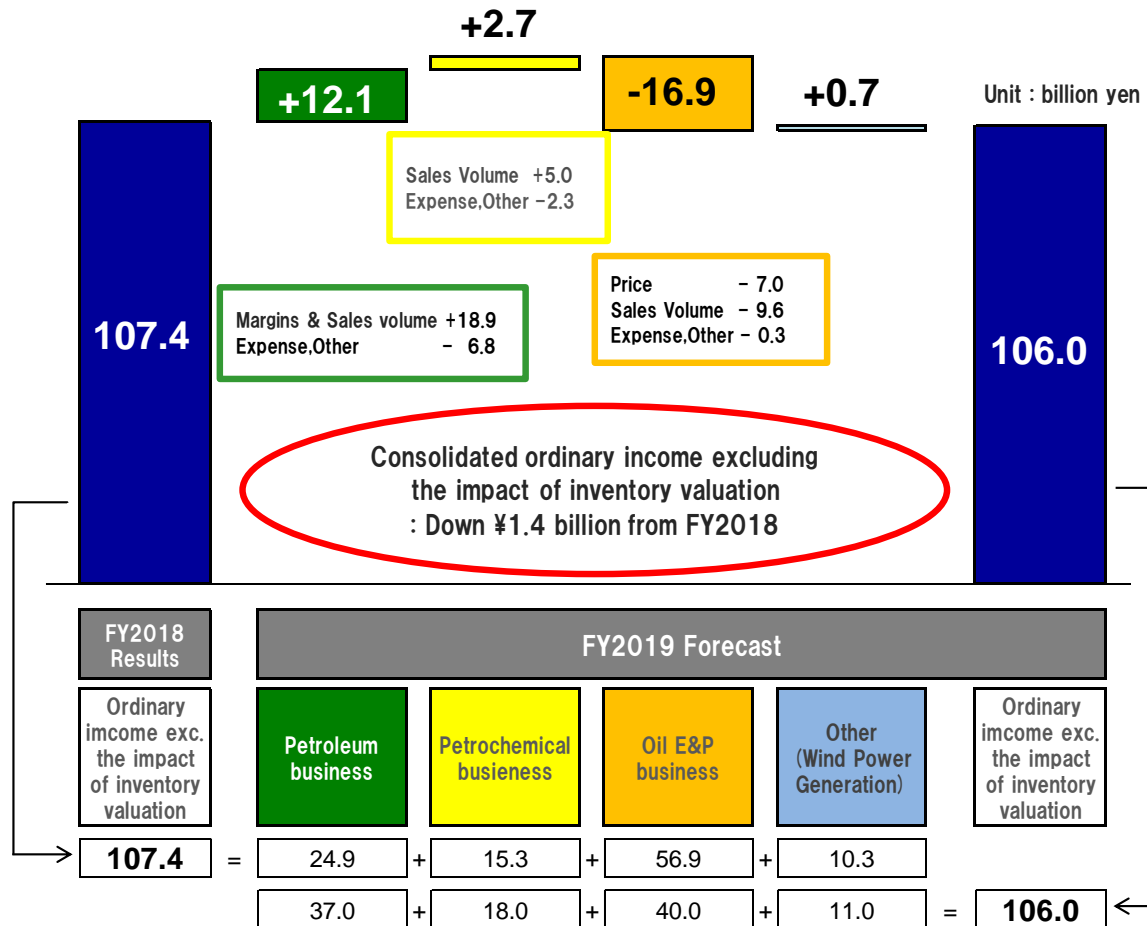 +2.7
+12.1
-16.9
+0.7
Unit : billion yen
Sales Volume +5.0
Expense,Other -2.3
Price - 7.0
Sales Volume - 9.6
Expense,Other - 0.3
Margins & Sales volume +18.9
Expense,Other - 6.8
107.4
106.0
Consolidated ordinary income excluding
the impact of inventory valuation
: Down ¥1.4 billion from FY2018
FY2018
Results
FY2019 Forecast
Ordinary
imcome exc.
the impact
of inventory
valuation
Petroleum
business
Petrochemical
busieness
Oil E&P
business
Other
(Wind Power
Generation)
Ordinary
imcome exc.
the impact
of inventory
valuation
107.4 = 24.9 + 15.3 + 56.9 + 10.3
37.0 + 18.0 + 40.0 + 11.0 = 106.0